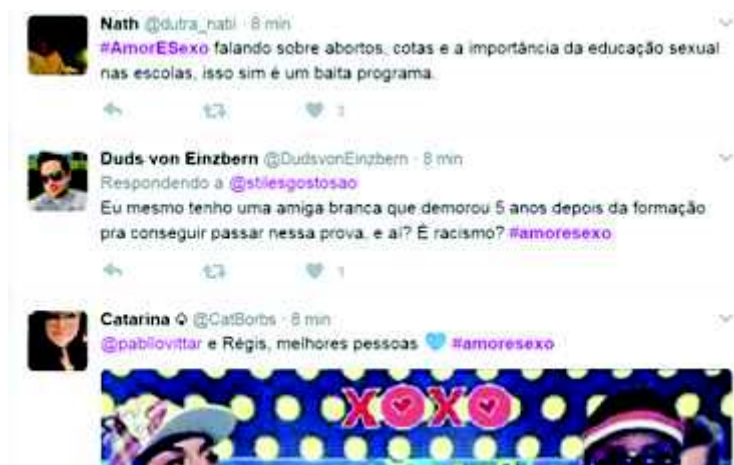 Nath @dutra_nati · 8 min
#AmorESexo falando sobre abortos, cotas e a importância da educação sexual
nas escolas, isso sim é um baita programa.
3
Duds von Einzbern @DudsvonEinzbern · 8 min
Respondendo a @stilesgostosao
Eu mesmo tenho uma amiga branca que demorou 5 anos depois da formação
pra conseguir passar nessa prova, e aí? É racismo? #amoresexo
1
Catarina @CatBorbs · 8 min
@pabllovittar e Régis, melhores pessoas 💙 #amoresexo
XOXO